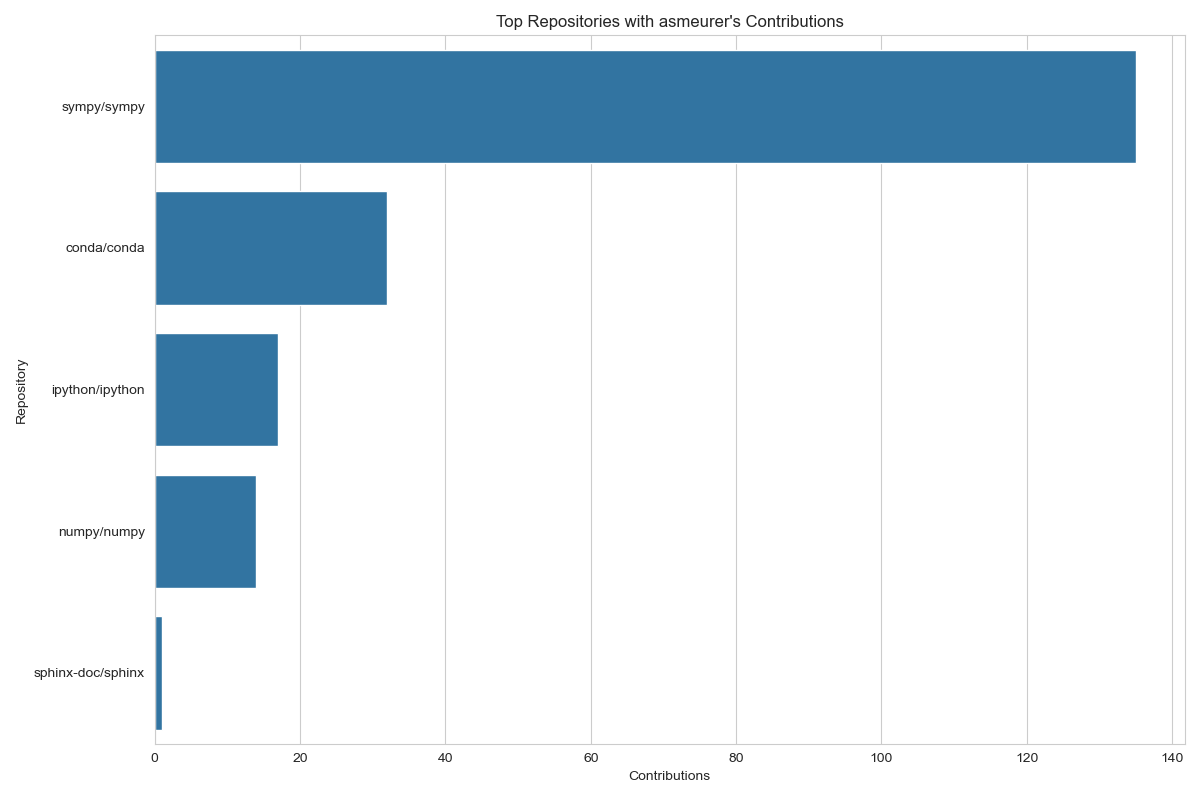 Top Repositories with asmeurer's Contributions
sympy/sympy
conda/conda
ipython/ipython
numpy/numpy
sphinx-doc/sphinx
Repository
0 20 40 60 80 100 120 140
Contributions